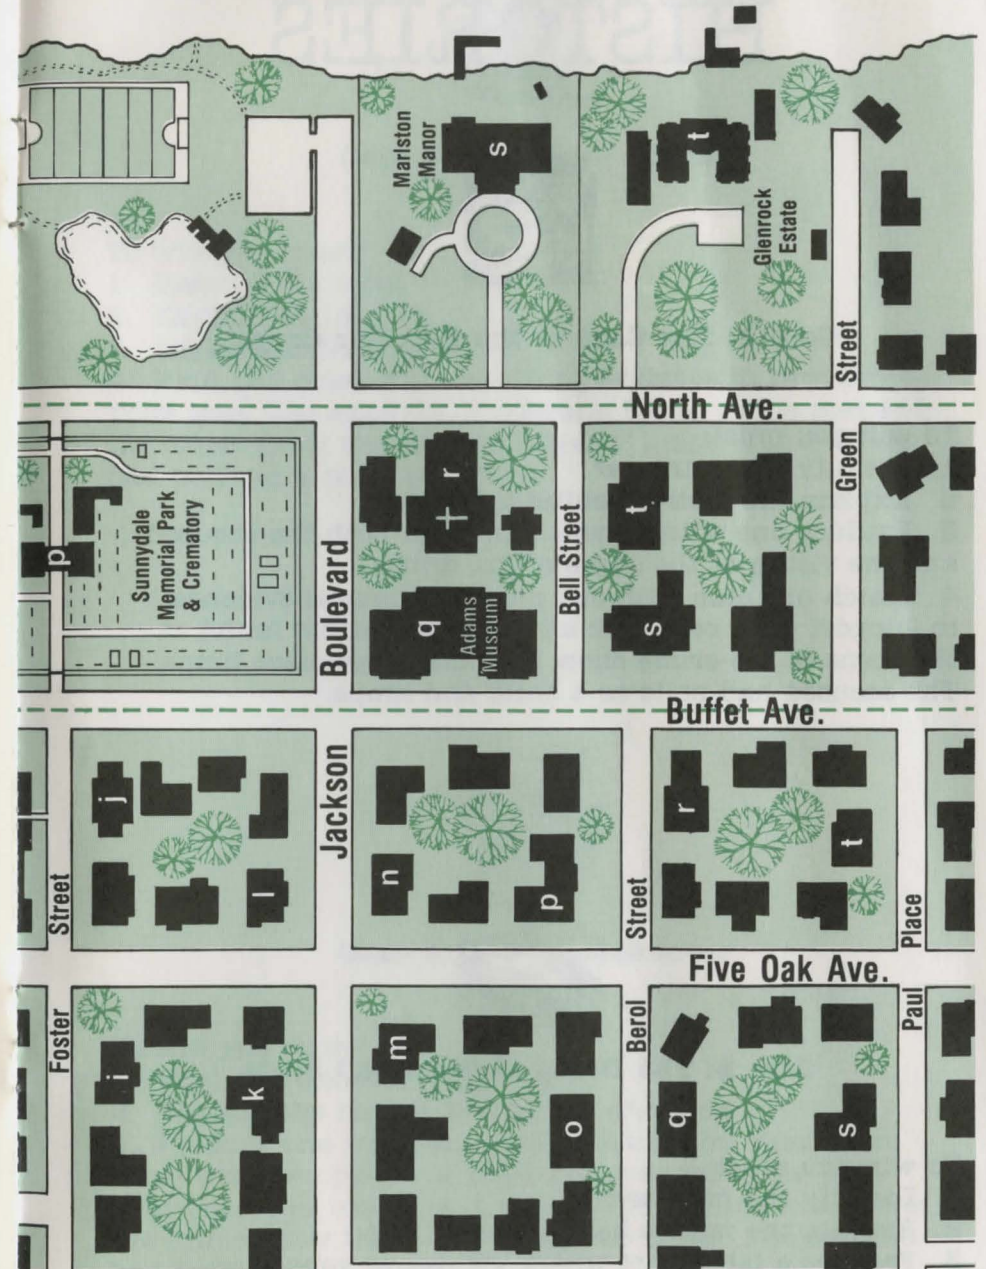 Marlston
Manor
s
t
Glenrock
Estate
Street
North Ave.
p
Sunnydale
Memorial Park
& Crematory
Boulevard
r
q
Adams
Museum
Bell Street
t
s
Green
Buffet Ave.
Street
j
l
Jackson
n
p
Street
r
t
Place
Five Oak Ave.
Foster
i
k
m
o
Berol
q
s
Paul